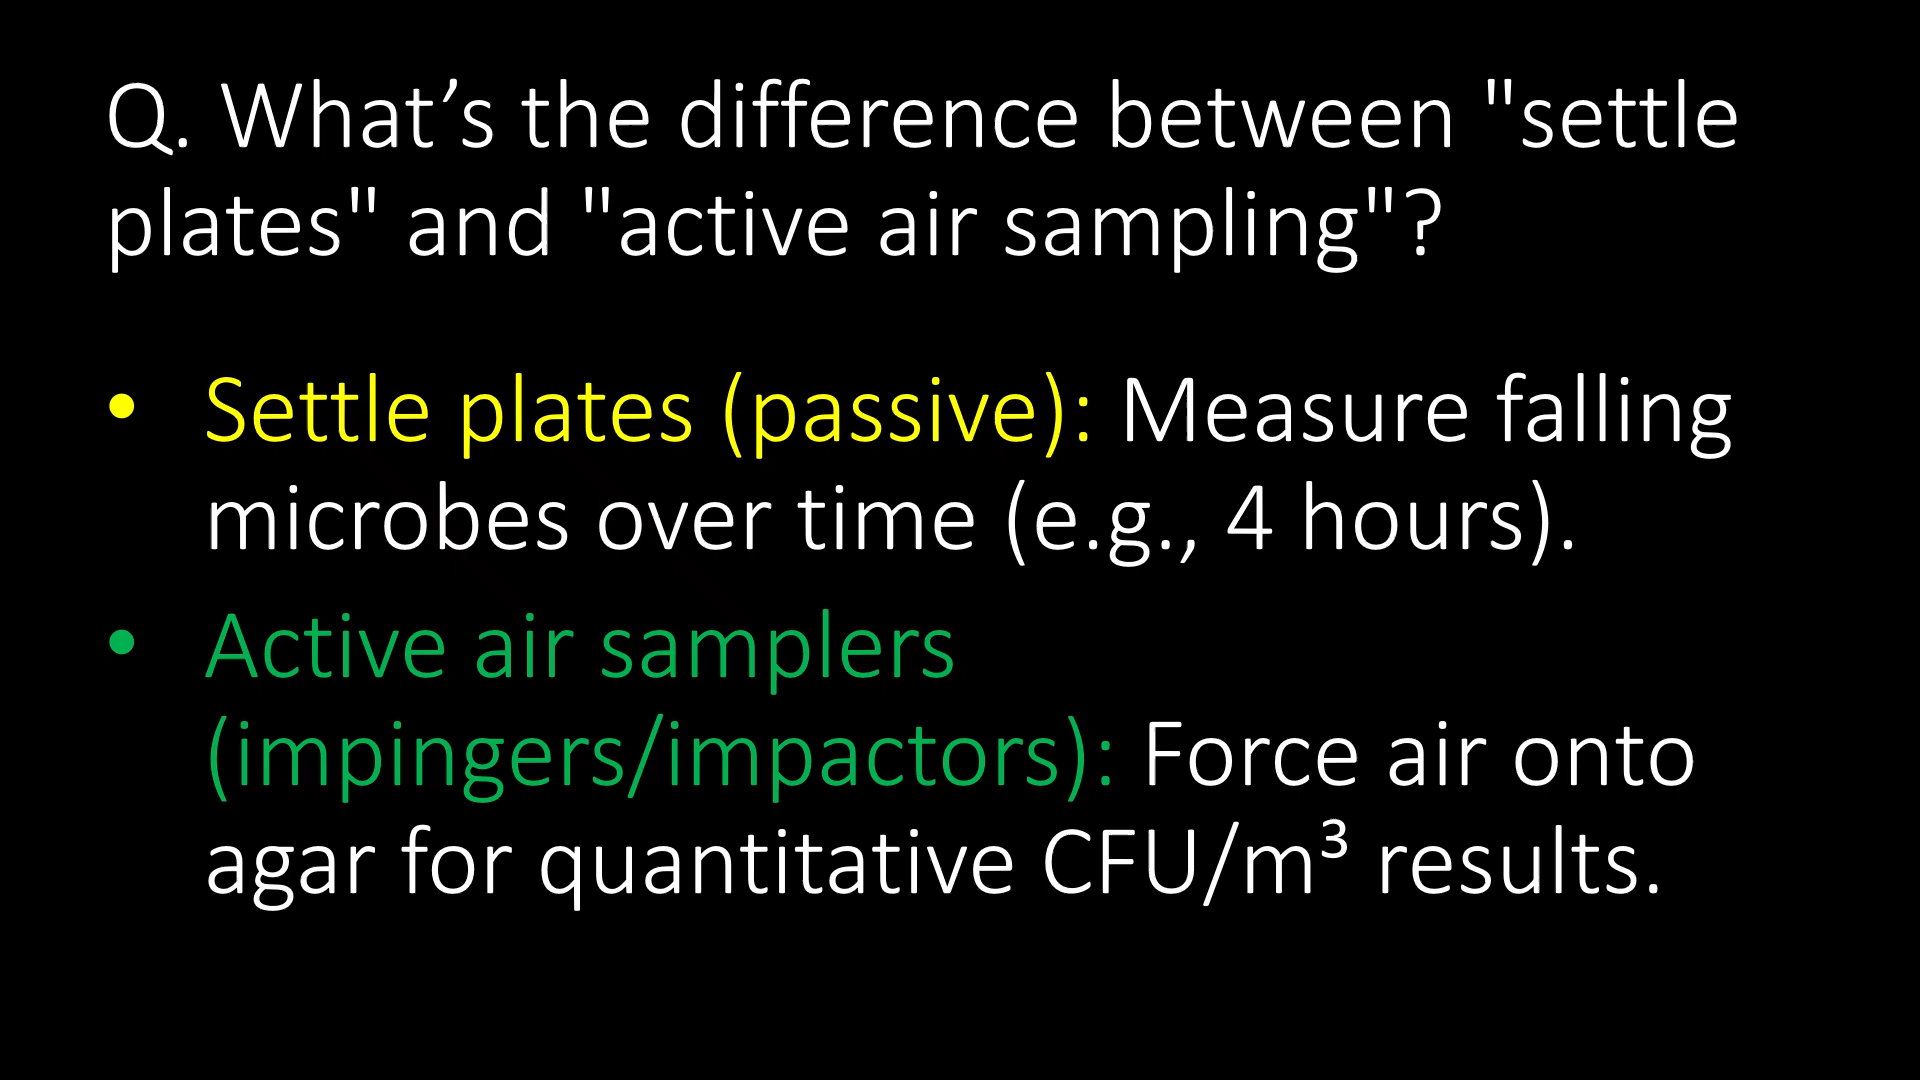 Q. What’s the difference between "settle
plates" and "active air sampling"?
• Settle plates (passive): Measure falling
microbes over time (e.g., 4 hours).
• Active air samplers
(impingers/impactors): Force air onto
agar for quantitative CFU/m³ results.